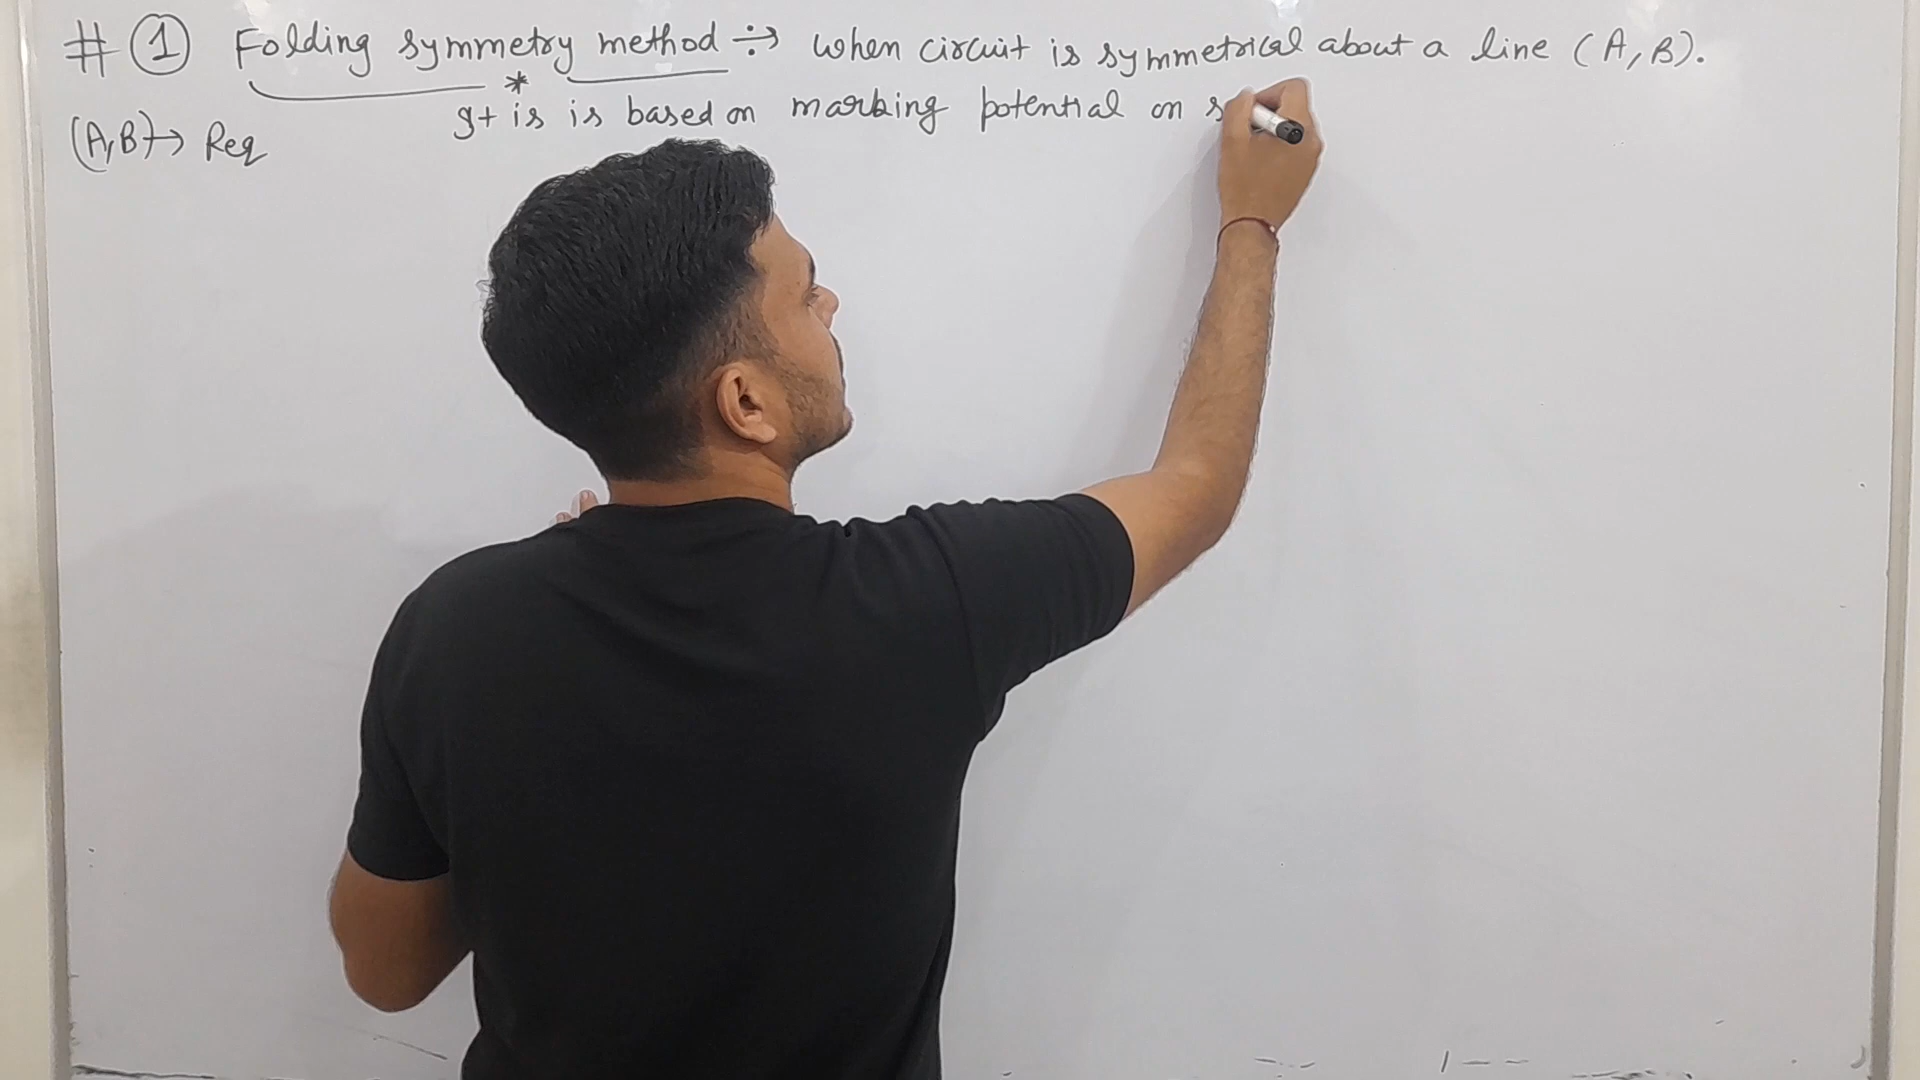 # ① Folding symmetry method ÷→ when circuit is symmetrical about a line (A, B).
* It is is based on marking potential on s
(A,B)→ Req